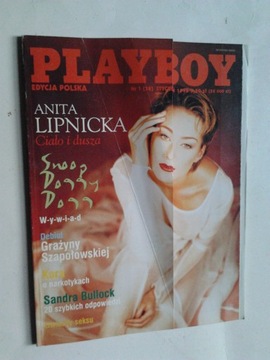 PLAYBOY
EDYCJA POLSKA
ANITA
LIPNICKA
Ciało i dusza
Snoop
Doggy
Dogg
W-y-w-i-a-d
Debiut
Grażyny
Szapołowskiej
o narkotykach
Sandra Bullock
20 szybkich odpowiedzi
seksu